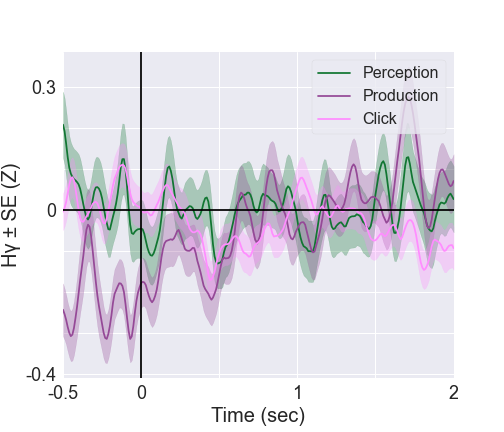 Perception
Production
Click
Hγ ± SE (Z)
0.3
0
-0.4
-0.5
0
1
2
Time (sec)